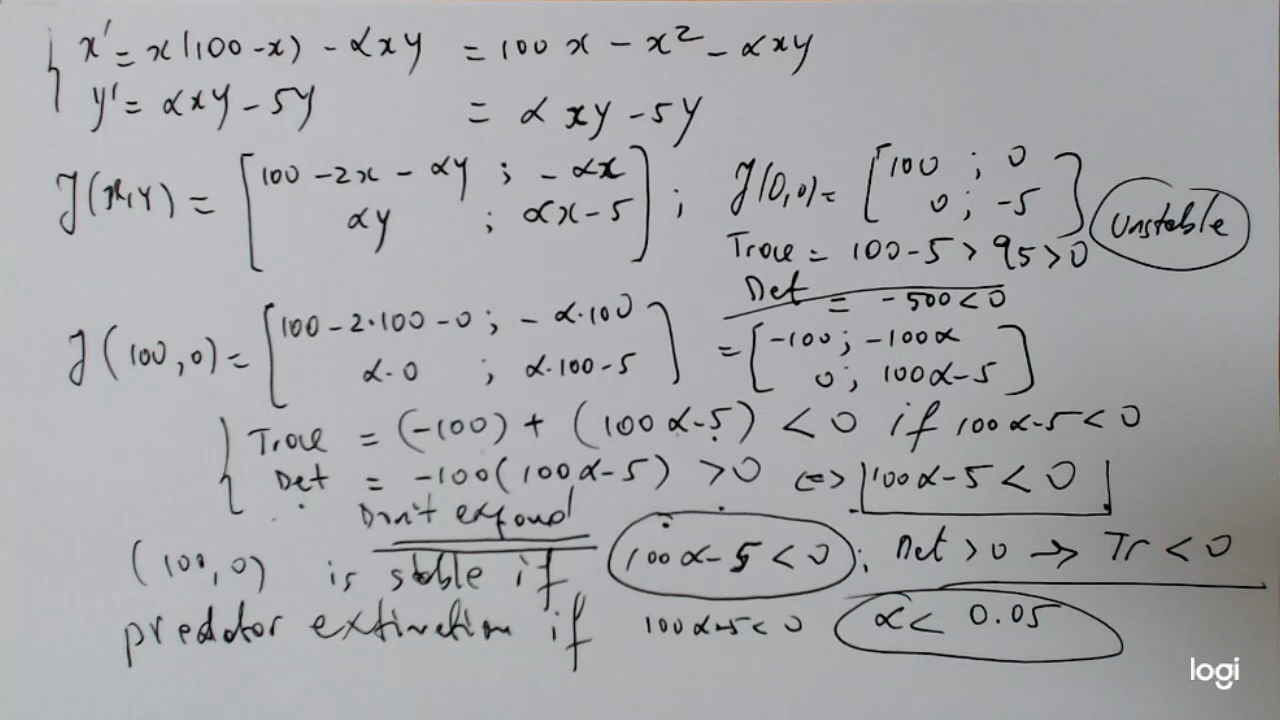 x' = x(100-x) - αxy = 100x - x² - αxy
y' = αxy - 5y = αxy - 5y
J(x,y) = [100 - 2x - αy ; - αx
αy ; αx - 5] ; J(0,0) = [100 ; 0
0 ; -5] Unstable
Trace = 100-5 > 95 > 0
Det = -500 < 0
J(100,0) = [100 - 2·100 - 0 ; - α·100
α·0 ; α·100 - 5] = [-100 ; -100α
0 ; 100α-5]
Trace = (-100) + (100α-5) < 0 if 100α-5 < 0
Det = -100(100α-5) > 0 <=> 100α-5 < 0
Don't expand
(100,0) is stable if 100α-5 < 0 ; Det > 0 → Tr < 0
predator extinction if 100α-5 < 0 α < 0.05
logi